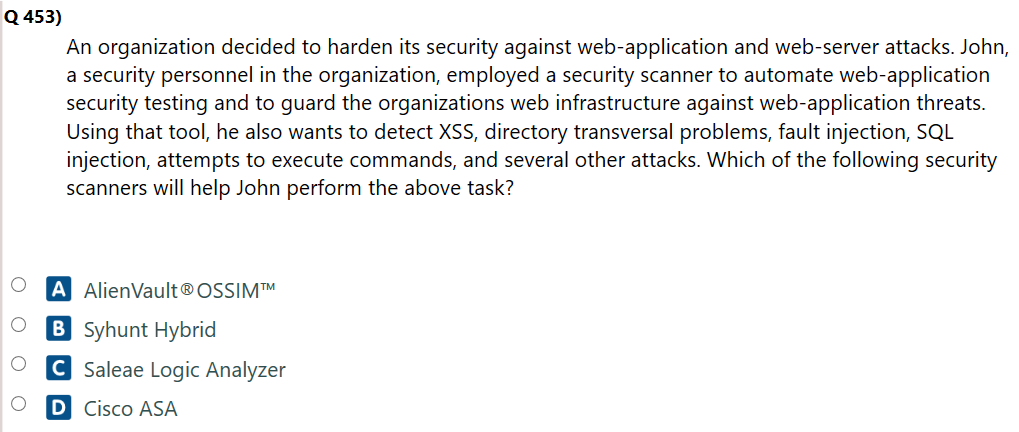 Q 453)
An organization decided to harden its security against web-application and web-server attacks. John,
a security personnel in the organization, employed a security scanner to automate web-application
security testing and to guard the organizations web infrastructure against web-application threats.
Using that tool, he also wants to detect XSS, directory transversal problems, fault injection, SQL
injection, attempts to execute commands, and several other attacks. Which of the following security
scanners will help John perform the above task?
A AlienVault® OSSIM™
B Syhunt Hybrid
C Saleae Logic Analyzer
D Cisco ASA